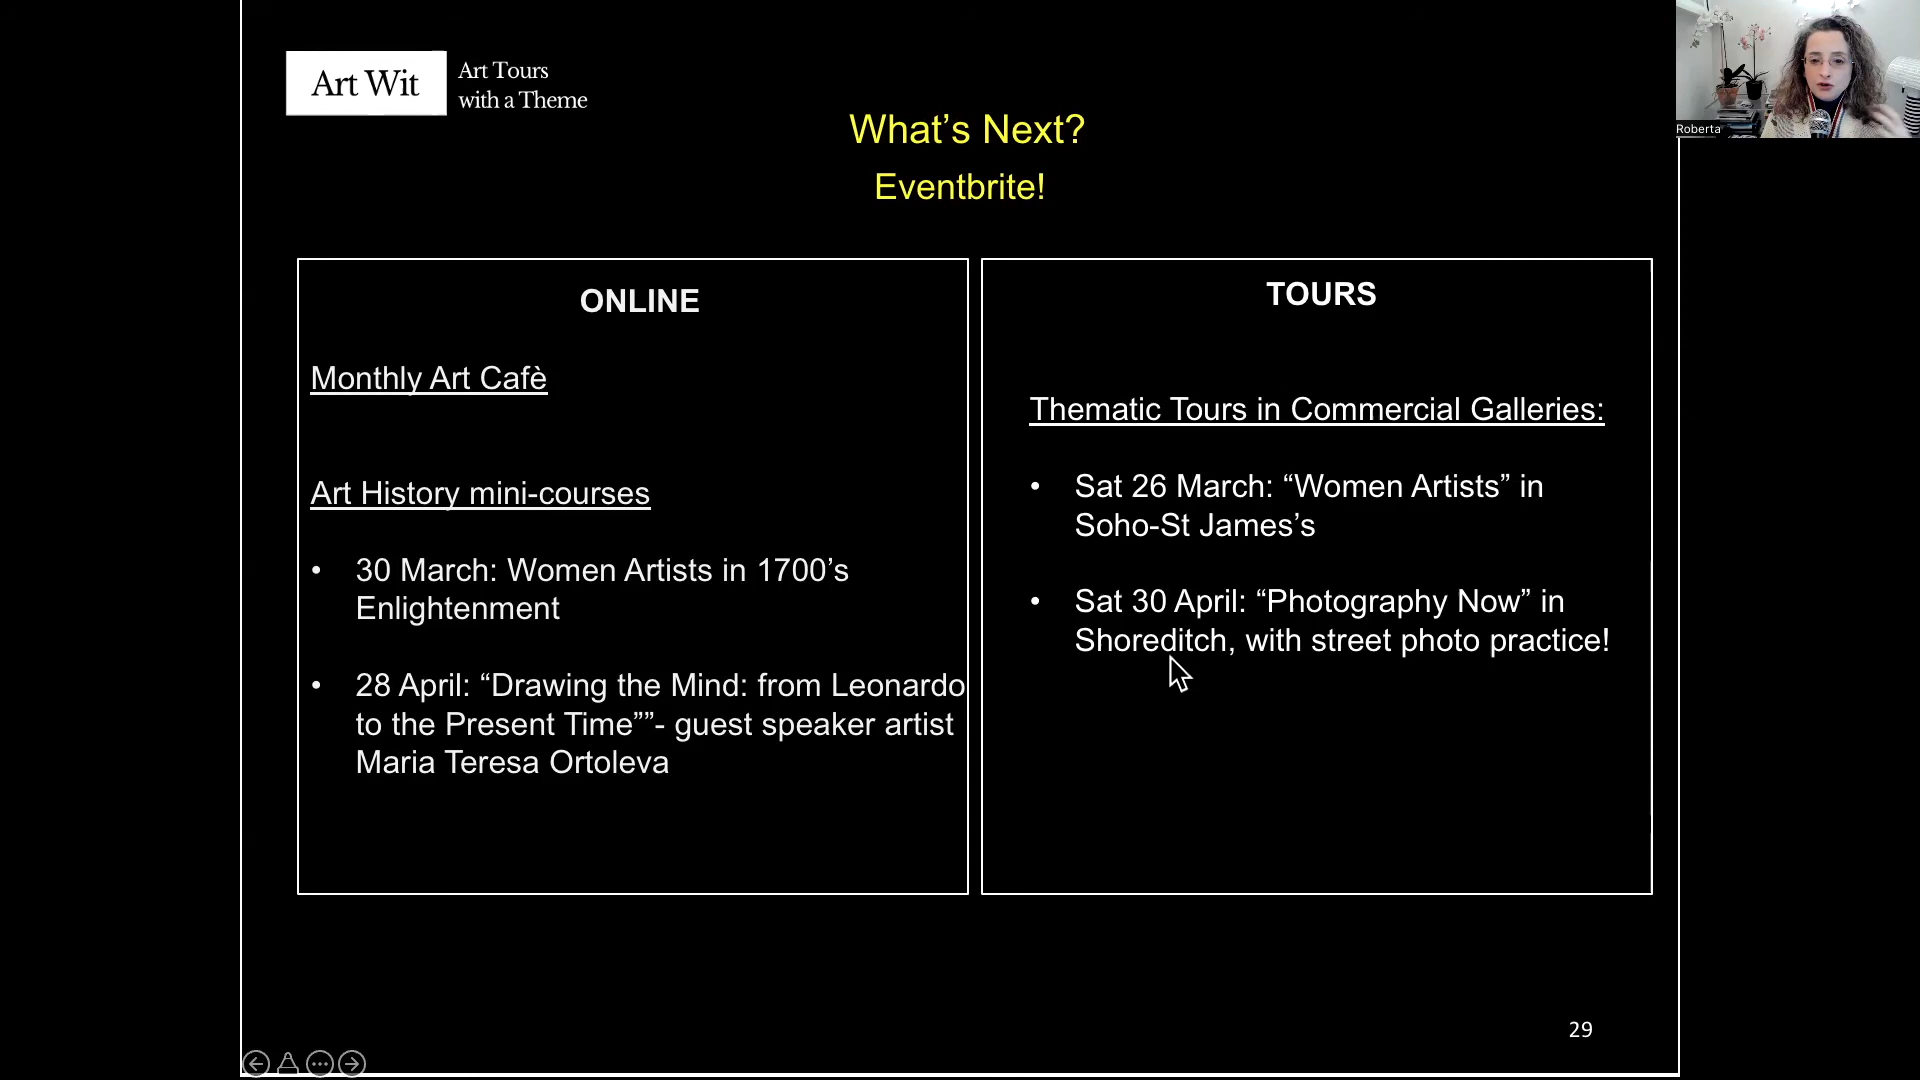 Art Wit
Art Tours
with a Theme
What’s Next?
Eventbrite!
Roberta
ONLINE
Monthly Art Cafè
Art History mini-courses
• 30 March: Women Artists in 1700’s
Enlightenment
• 28 April: “Drawing the Mind: from Leonardo
to the Present Time””- guest speaker artist
Maria Teresa Ortoleva
TOURS
Thematic Tours in Commercial Galleries:
• Sat 26 March: “Women Artists” in
Soho-St James’s
• Sat 30 April: “Photography Now” in
Shoreditch, with street photo practice!
29